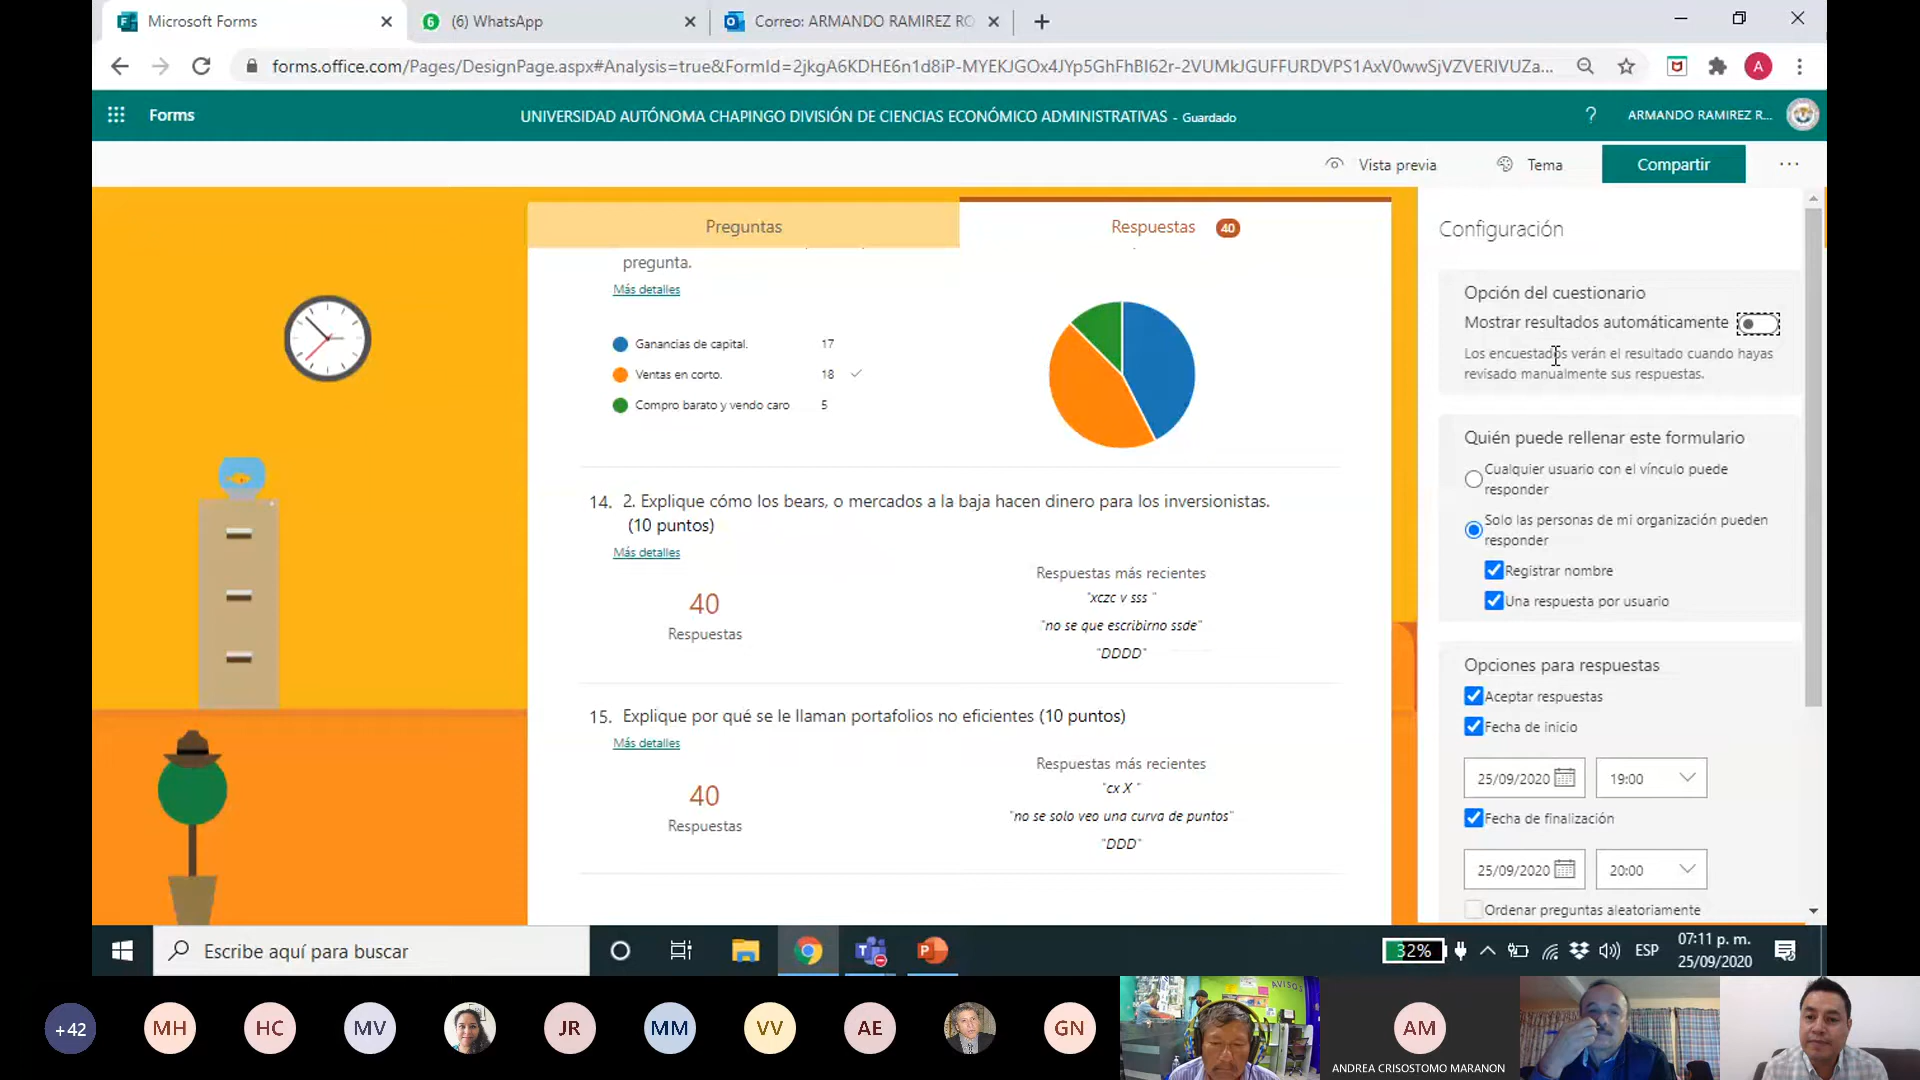 Microsoft Forms
6
(6) WhatsApp
Correo: ARMANDO RAMIREZ RO
forms.office.com/Pages/DesignPage.aspx#Analysis=true&FormId=2jkgA6KDHE6n1d8iP-MYEKJGOx4JYp5GhFhBI62r-2VUMkJGUFFURDVPS1AxV0wwSjVZVERIVUZa...
A
Forms
UNIVERSIDAD AUTÓNOMA CHAPINGO DIVISIÓN DE CIENCIAS ECONÓMICO ADMINISTRATIVAS - Guardado
?
ARMANDO RAMIREZ R...
Vista previa
Tema
Compartir
...
Preguntas
Respuestas 40
pregunta.
Más detalles
Ganancias de capital. 17
Ventas en corto. 18
Compro barato y vendo caro 5
14. 2. Explique cómo los bears, o mercados a la baja hacen dinero para los inversionistas.
(10 puntos)
Más detalles
40
Respuestas
Respuestas más recientes
"xczc v sss "
"no se que escribirno ssde"
"DDDD"
15. Explique por qué se le llaman portafolios no eficientes (10 puntos)
Más detalles
40
Respuestas
Respuestas más recientes
"cx X "
"no se solo veo una curva de puntos"
"DDD"
Configuración
Opción del cuestionario
Mostrar resultados automáticamente
Los encuestados verán el resultado cuando hayas
revisado manualmente sus respuestas.
Quién puede rellenar este formulario
Cualquier usuario con el vínculo puede
responder
Solo las personas de mi organización pueden
responder
Registrar nombre
Una respuesta por usuario
Opciones para respuestas
Aceptar respuestas
Fecha de inicio
25/09/2020
19:00
Fecha de finalización
25/09/2020
20:00
Ordenar preguntas aleatoriamente
Escribe aquí para buscar
32%
ESP
07:11 p. m.
25/09/2020
+42
MH
HC
MV
JR
MM
VV
AE
GN
AVISOS
AM
ANDREA CRISOSTOMO MARANON